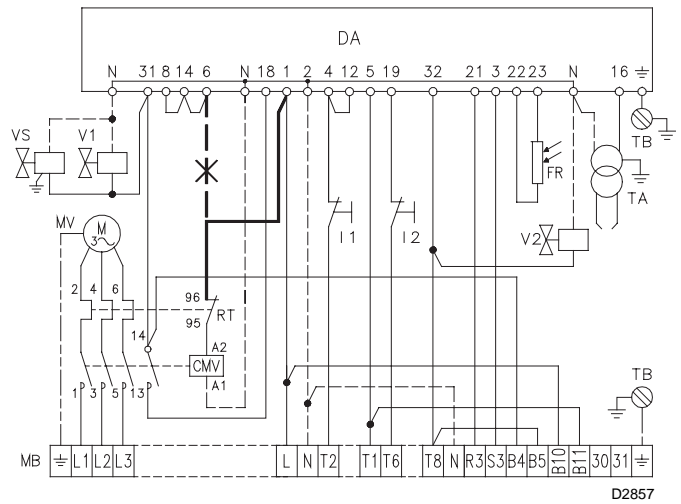 DA
N 31 8 14 6 N 18 1 2 4 12 5 19 32 21 3 22 23 N 16
VS V1
TB
FR
TA
MV
M
3
I1 I2
V2
2 4 6
96
RT
95
14
A2
CMV
A1
TB
1 3 5 13
MB L1 L2 L3 L N T2 T1 T6 T8 N R3 S3 B4 B5 B10 B11 30 31
D2857